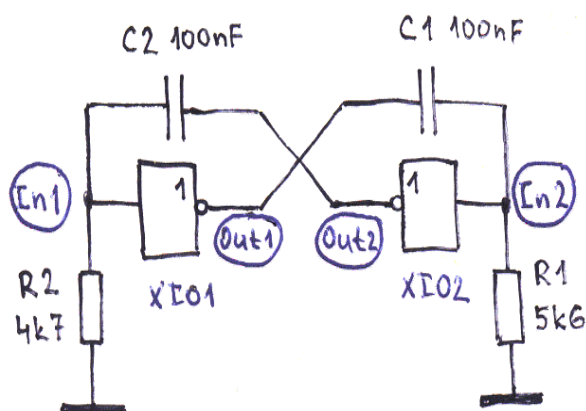 C2 100nF
C1 100nF
In1
1
Out1
Out2
1
In2
R2
4k7
XIO1
XIO2
R1
5k6